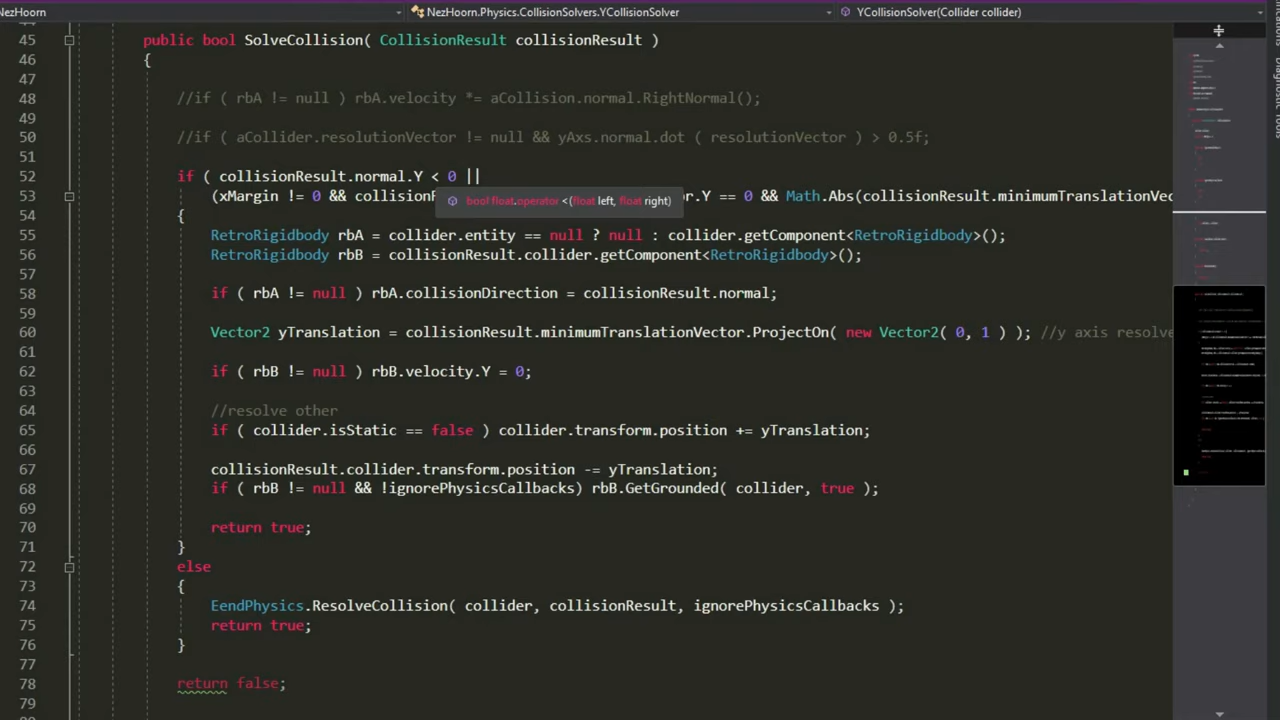 NezHoorn
NezHoorn.Physics.CollisionSolvers.YCollisionSolver
YCollisionSolver(Collider collider)
45 public bool SolveCollision( CollisionResult collisionResult )
46 {
47
48 //if ( rbA != null ) rbA.velocity *= aCollision.normal.RightNormal();
49
50 //if ( aCollider.resolutionVector != null && yAxs.normal.dot ( resolutionVector ) > 0.5f;
51
52 if ( collisionResult.normal.Y < 0 ||
53 (xMargin != 0 && collisionR r.Y == 0 && Math.Abs(collisionResult.minimumTranslationVec
bool float.operator <(float left, float right)
54 {
55 RetroRigidbody rbA = collider.entity == null ? null : collider.getComponent<RetroRigidbody>();
56 RetroRigidbody rbB = collisionResult.collider.getComponent<RetroRigidbody>();
57
58 if ( rbA != null ) rbA.collisionDirection = collisionResult.normal;
59
60 Vector2 yTranslation = collisionResult.minimumTranslationVector.ProjectOn( new Vector2( 0, 1 ) ); //y axis resolve
61
62 if ( rbB != null ) rbB.velocity.Y = 0;
63
64 //resolve other
65 if ( collider.isStatic == false ) collider.transform.position += yTranslation;
66
67 collisionResult.collider.transform.position -= yTranslation;
68 if ( rbB != null && !ignorePhysicsCallbacks) rbB.GetGrounded( collider, true );
69
70 return true;
71 }
72 else
73 {
74 EendPhysics.ResolveCollision( collider, collisionResult, ignorePhysicsCallbacks );
75 return true;
76 }
77
78 return false;
79
Diagnostic Tools